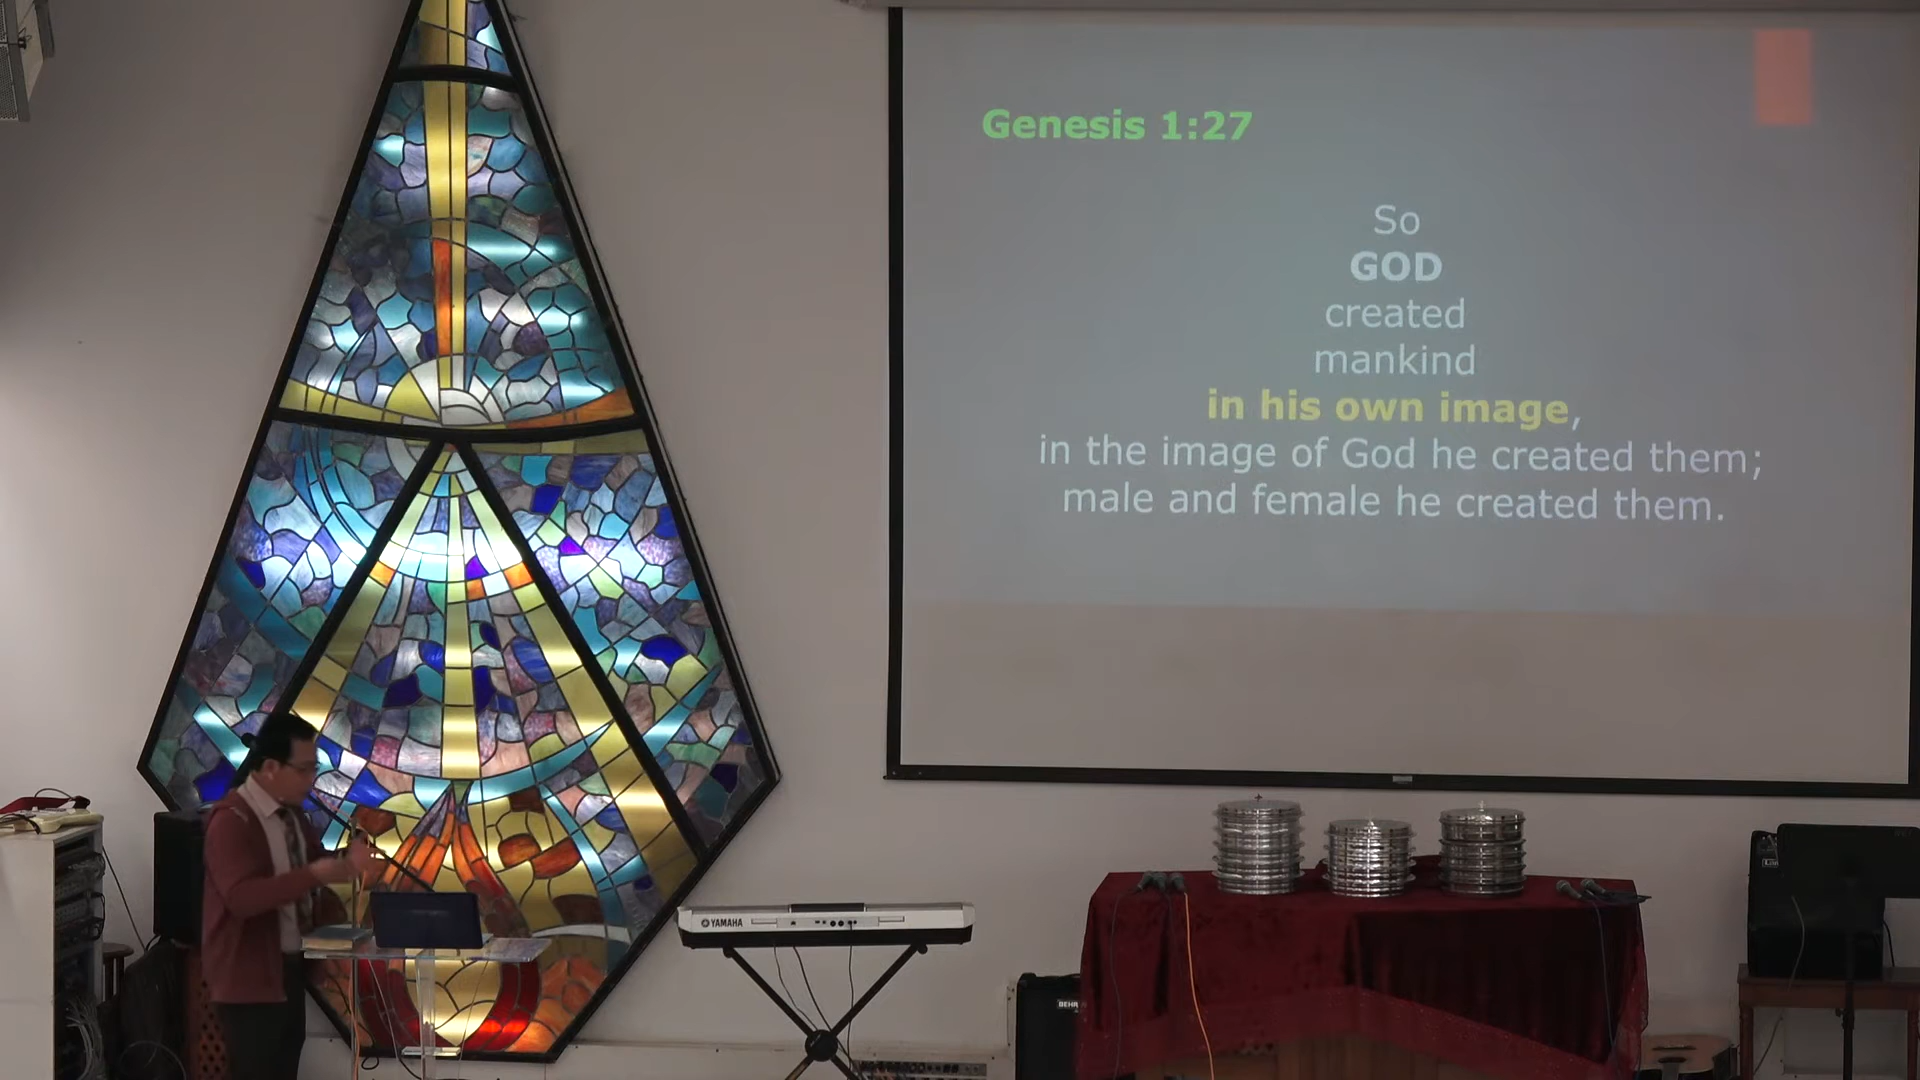 Genesis 1:27
So
GOD
created
mankind
in his own image,
in the image of God he created them;
male and female he created them.
YAMAHA
BEHR